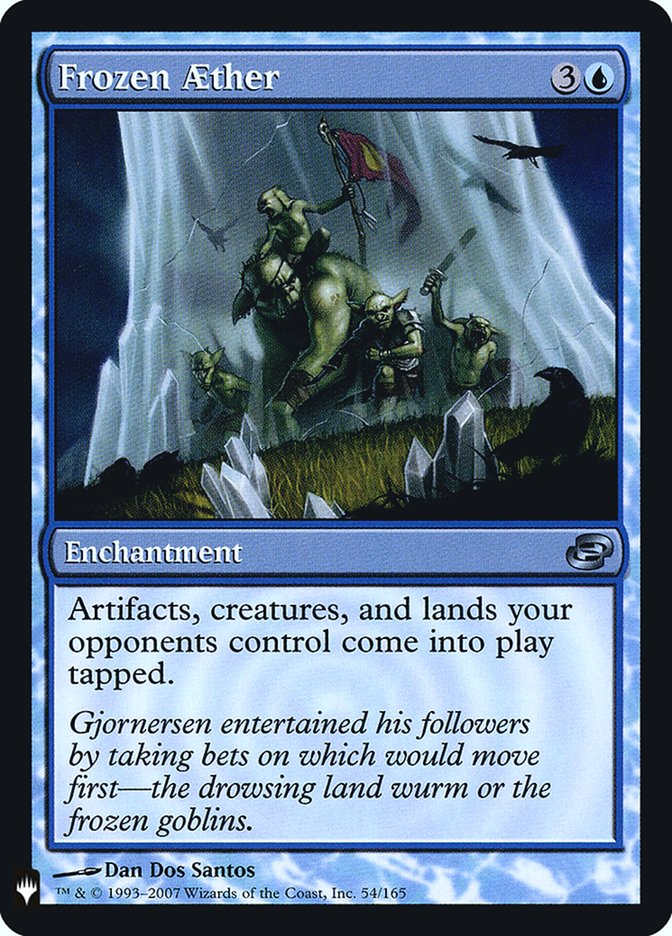 Frozen Æther
3
Enchantment
Artifacts, creatures, and lands your
opponents control come into play
tapped.
Gjornersen entertained his followers
by taking bets on which would move
first—the drowsing land wurm or the
frozen goblins.
Dan Dos Santos
™ & © 1993–2007 Wizards of the Coast, Inc. 54/165